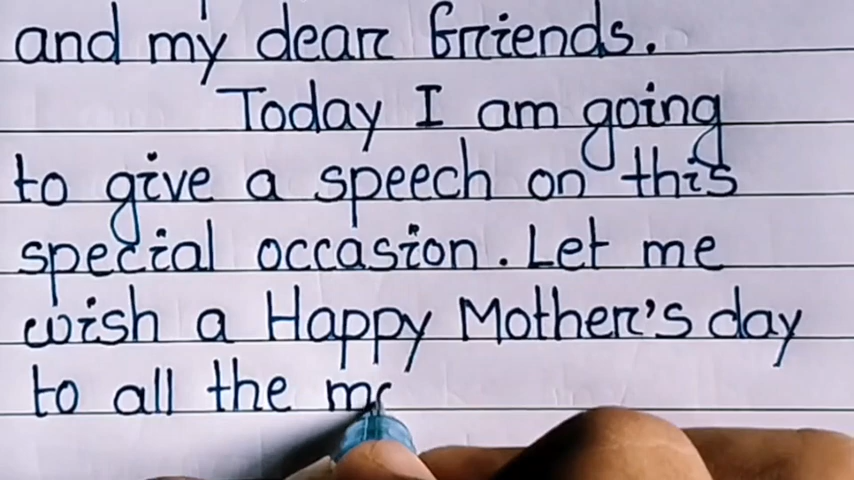 and my dear friends.
Today I am going
to give a speech on this
special occasion. Let me
wish a Happy Mother's day
to all the